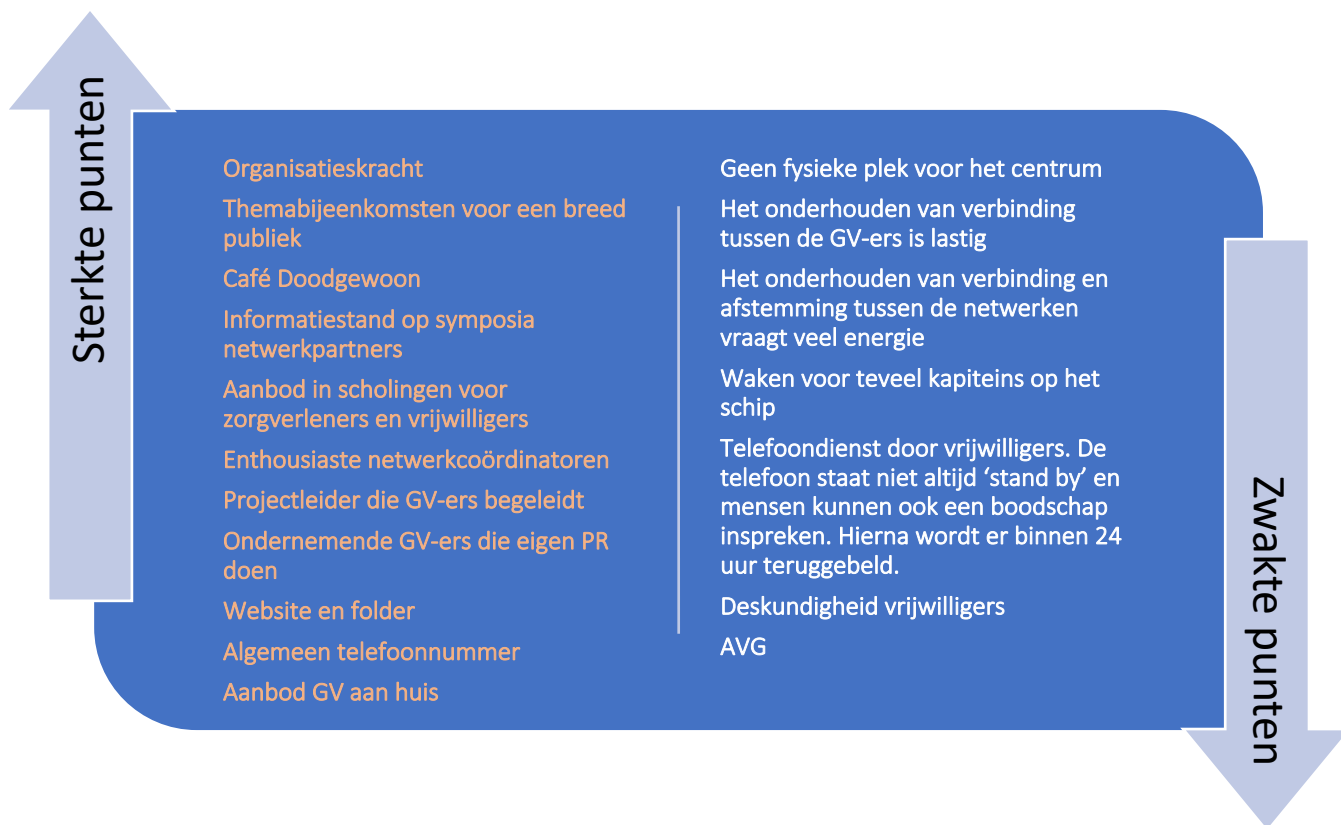 Sterkte punten
Organisatieskracht
Themabijeenkomsten voor een breed
publiek
Café Doodgewoon
Informatiestand op symposia
netwerkpartners
Aanbod in scholingen voor
zorgverleners en vrijwilligers
Enthousiaste netwerkcoördinatoren
Projectleider die GV-ers begeleidt
Ondernemende GV-ers die eigen PR
doen
Website en folder
Algemeen telefoonnummer
Aanbod GV aan huis
Geen fysieke plek voor het centrum
Het onderhouden van verbinding
tussen de GV-ers is lastig
Het onderhouden van verbinding en
afstemming tussen de netwerken
vraagt veel energie
Waken voor teveel kapiteins op het
schip
Telefoondienst door vrijwilligers. De
telefoon staat niet altijd ‘stand by’ en
mensen kunnen ook een boodschap
inspreken. Hierna wordt er binnen 24
uur teruggebeld.
Deskundigheid vrijwilligers
AVG
Zwakte punten